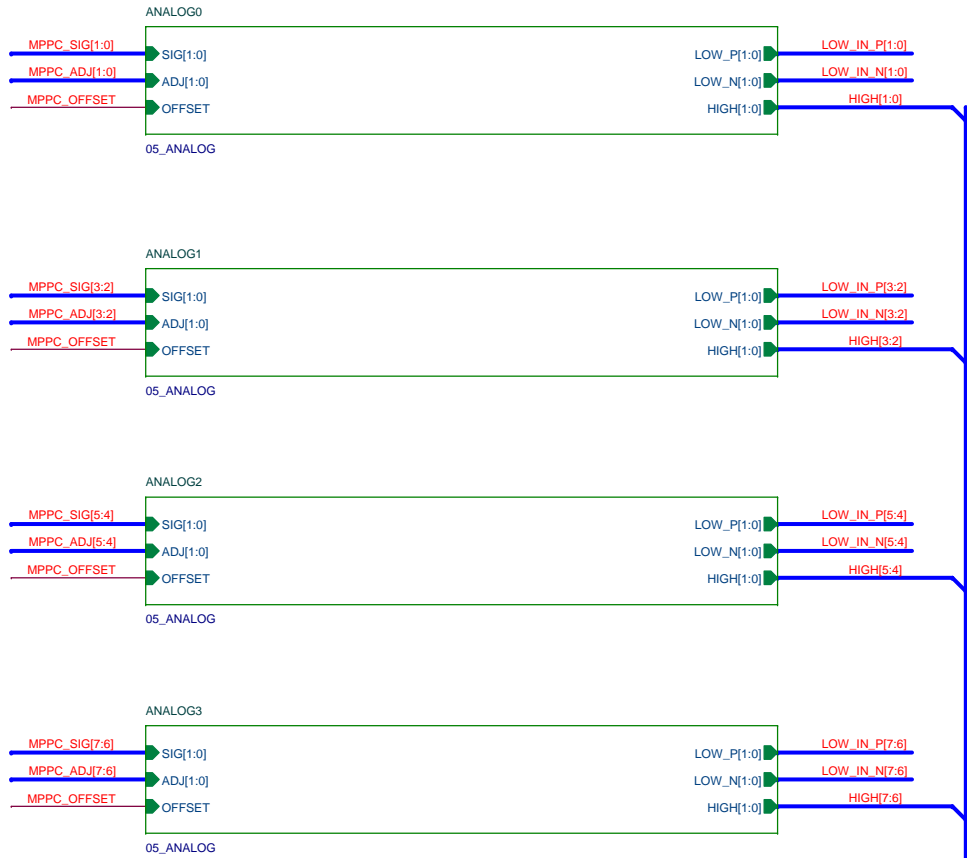 ANALOG0
MPPC_SIG[1:0] SIG[1:0] LOW_P[1:0] LOW_IN_P[1:0]
MPPC_ADJ[1:0] ADJ[1:0] LOW_N[1:0] LOW_IN_N[1:0]
MPPC_OFFSET OFFSET HIGH[1:0] HIGH[1:0]
05_ANALOG
ANALOG1
MPPC_SIG[3:2] SIG[1:0] LOW_P[1:0] LOW_IN_P[3:2]
MPPC_ADJ[3:2] ADJ[1:0] LOW_N[1:0] LOW_IN_N[3:2]
MPPC_OFFSET OFFSET HIGH[1:0] HIGH[3:2]
05_ANALOG
ANALOG2
MPPC_SIG[5:4] SIG[1:0] LOW_P[1:0] LOW_IN_P[5:4]
MPPC_ADJ[5:4] ADJ[1:0] LOW_N[1:0] LOW_IN_N[5:4]
MPPC_OFFSET OFFSET HIGH[1:0] HIGH[5:4]
05_ANALOG
ANALOG3
MPPC_SIG[7:6] SIG[1:0] LOW_P[1:0] LOW_IN_P[7:6]
MPPC_ADJ[7:6] ADJ[1:0] LOW_N[1:0] LOW_IN_N[7:6]
MPPC_OFFSET OFFSET HIGH[1:0] HIGH[7:6]
05_ANALOG